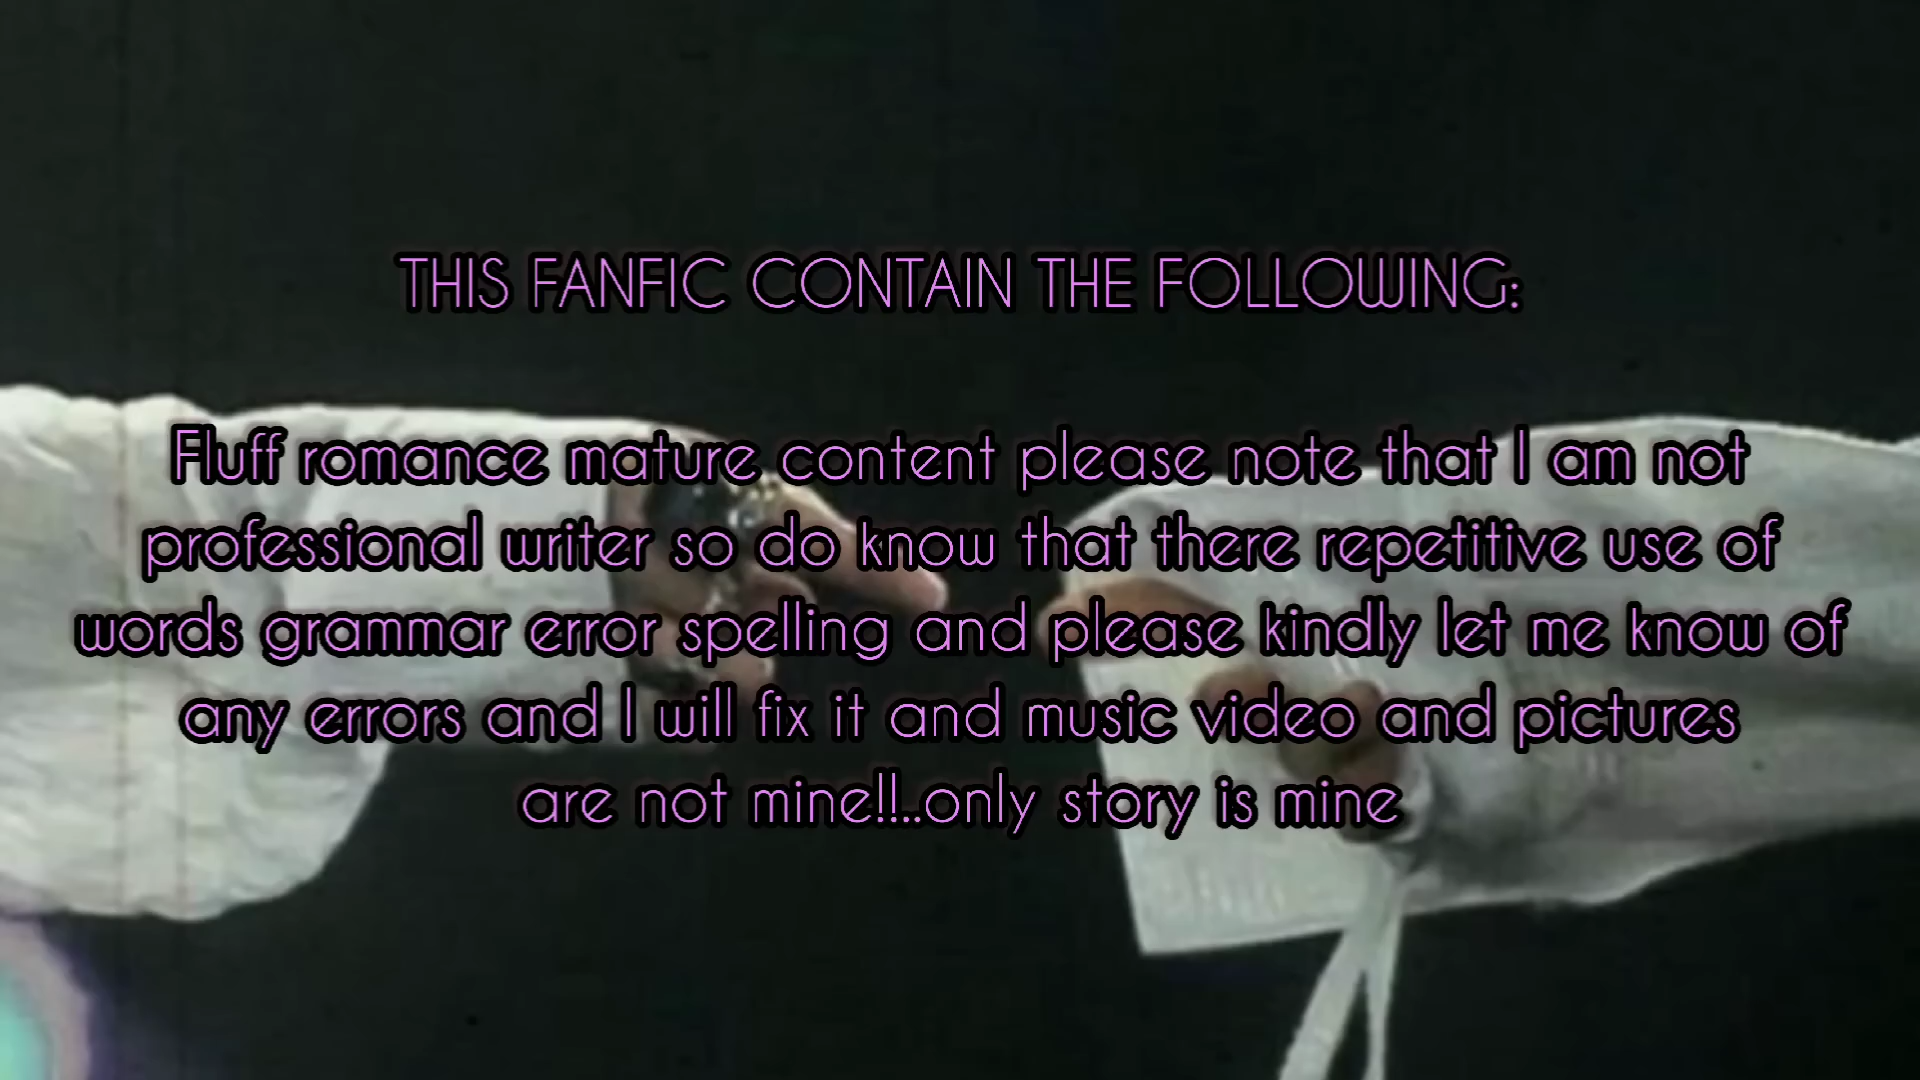 THIS FANFIC CONTAIN THE FOLLOWING:
Fluff romance mature content please note that I am not
professional writer so do know that there repetitive use of
words grammar error spelling and please kindly let me know of
any errors and I will fix it and music video and pictures
are not mine!!..only story is mine